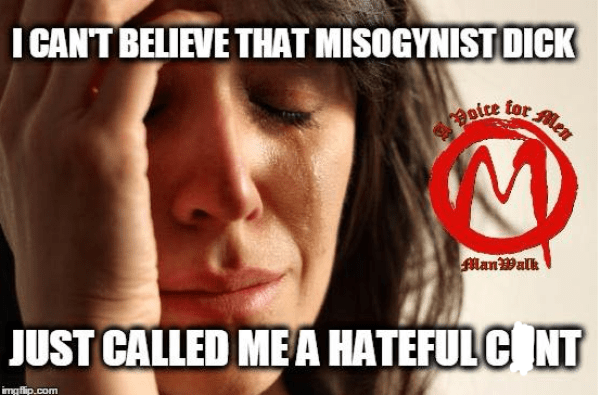 I CAN'T BELIEVE THAT MISOGYNIST DICK
A Voice for Men
M
ManWalk
JUST CALLED ME A HATEFUL C NT
imgflip.com